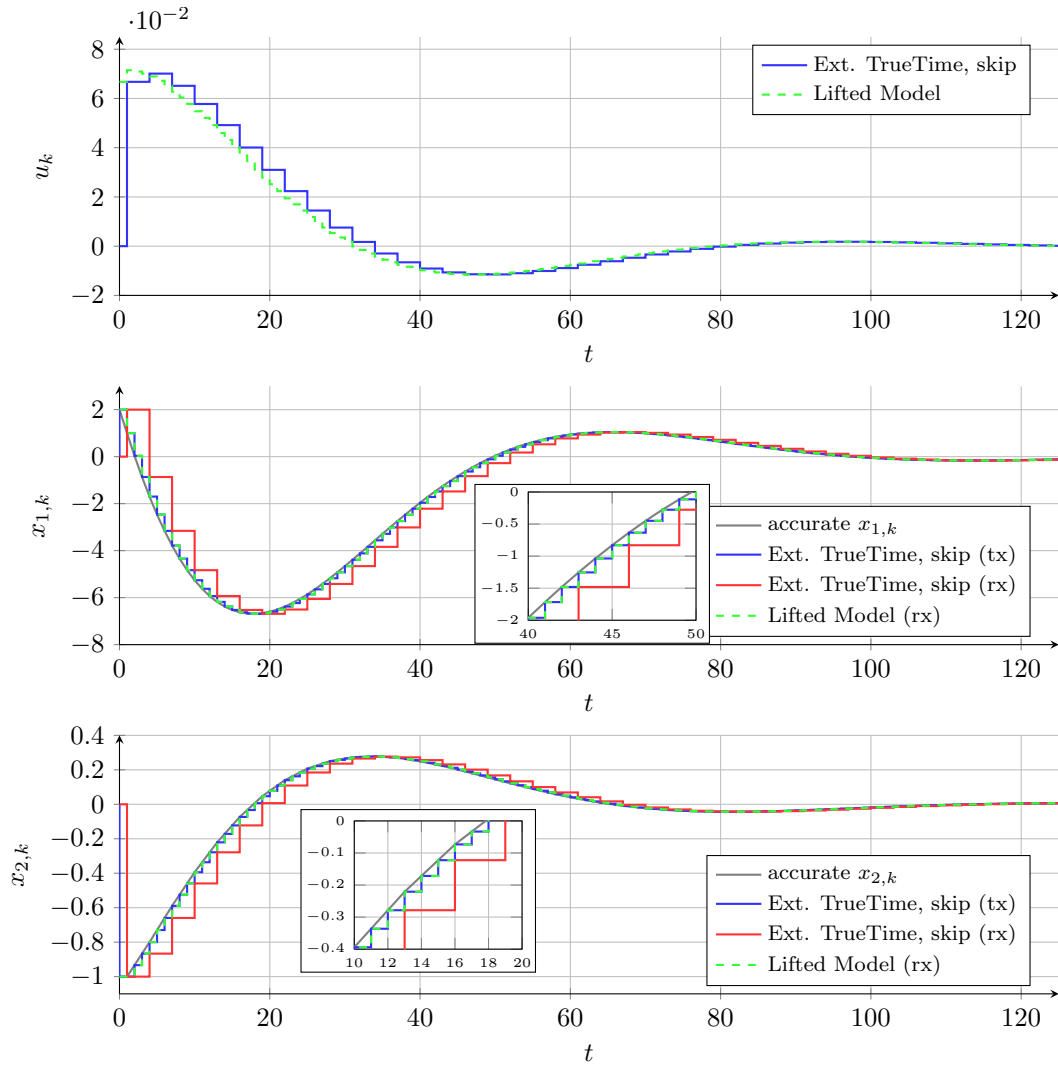 ·10⁻²
8
6
4
2
0
−2
0 20 40 60 80 100 120
u_k
t
Ext. TrueTime, skip
Lifted Model
2
0
−2
−4
−6
−8
0 20 40 60 80 100 120
x_{1,k}
t
0
−0.5
−1
−1.5
−2
40 45 50
accurate x_{1,k}
Ext. TrueTime, skip (tx)
Ext. TrueTime, skip (rx)
Lifted Model (rx)
0.4
0.2
0
−0.2
−0.4
−0.6
−0.8
−1
0 20 40 60 80 100 120
x_{2,k}
t
0
−0.1
−0.2
−0.3
−0.4
10 12 14 16 18 20
accurate x_{2,k}
Ext. TrueTime, skip (tx)
Ext. TrueTime, skip (rx)
Lifted Model (rx)